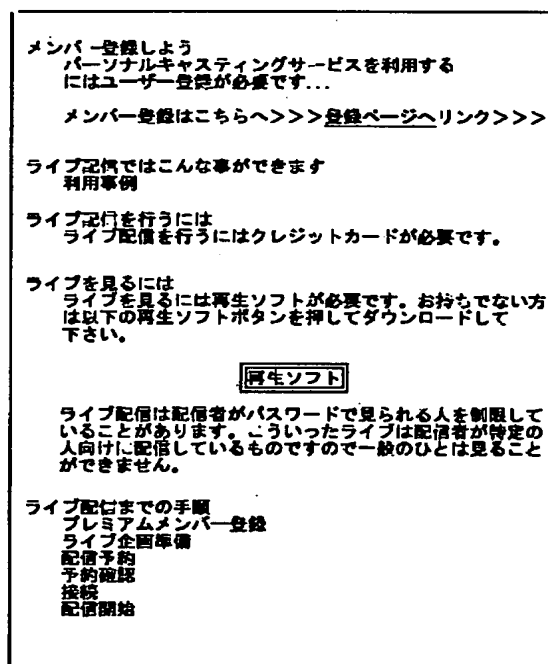 メンバー登録しよう
パーソナルキャスティングサービスを利用する
にはユーザー登録が必要です...
メンバー登録はこちらへ>>>登録ページへリンク>>>
ライブ配信ではこんな事ができます
利用事例
ライブ配信を行うには
ライブ配信を行うにはクレジットカードが必要です。
ライブを見るには
ライブを見るには再生ソフトが必要です。お持ちでない方
は以下の再生ソフトボタンを押してダウンロードして
下さい。
再生ソフト
ライブ配信は配信者がパスワードで見られる人を制限して
いることがあります。こういったライブは配信者が特定の
人向けに配信しているものですので一般のひとは見ること
ができません。
ライブ配信までの手順
プレミアムメンバー登録
ライブ企画準備
配信予約
予約確認
接続
配信開始